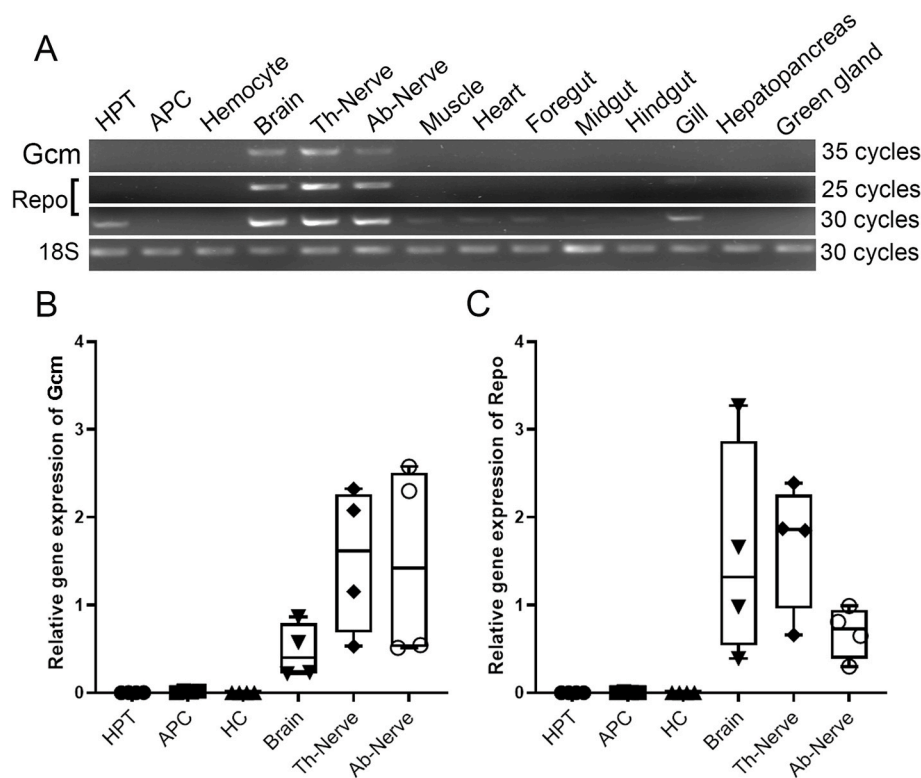 A
HPT
APC
Hemocyte
Brain
Th-Nerve
Ab-Nerve
Muscle
Heart
Foregut
Midgut
Hindgut
Gill
Hepatopancreas
Green gland
Gcm
35 cycles
Repo
25 cycles
30 cycles
18S
30 cycles
B
Relative gene expression of Gcm
4
3
2
1
0
HPT
APC
HC
Brain
Th-Nerve
Ab-Nerve
C
Relative gene expression of Repo
4
3
2
1
0
HPT
APC
HC
Brain
Th-Nerve
Ab-Nerve